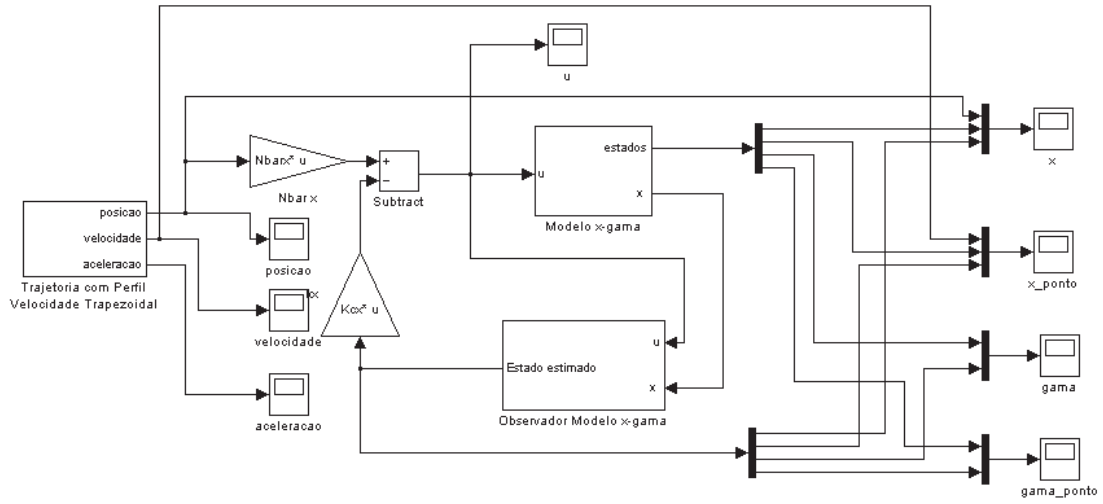 u
x
Nbarx* u
Nbar x
+
−
Subtract
estados
u
x
Modelo x-gama
posicao
velocidade
aceleracao
Trajetoria com Perfil
Velocidade Trapezoidal
posicao
x_ponto
Kcx* u
velocidade
u
Estado estimado
x
Observador Modelo x-gama
gama
aceleracao
gama_ponto